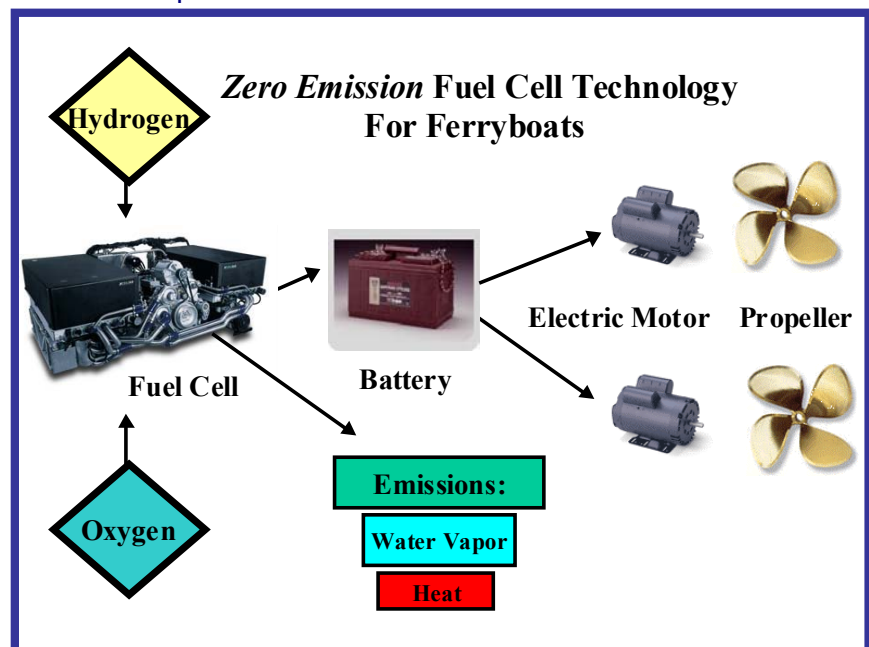 Zero Emission Fuel Cell Technology
For Ferryboats
Hydrogen
Fuel Cell
Battery
Electric Motor
Propeller
Oxygen
Emissions:
Water Vapor
Heat